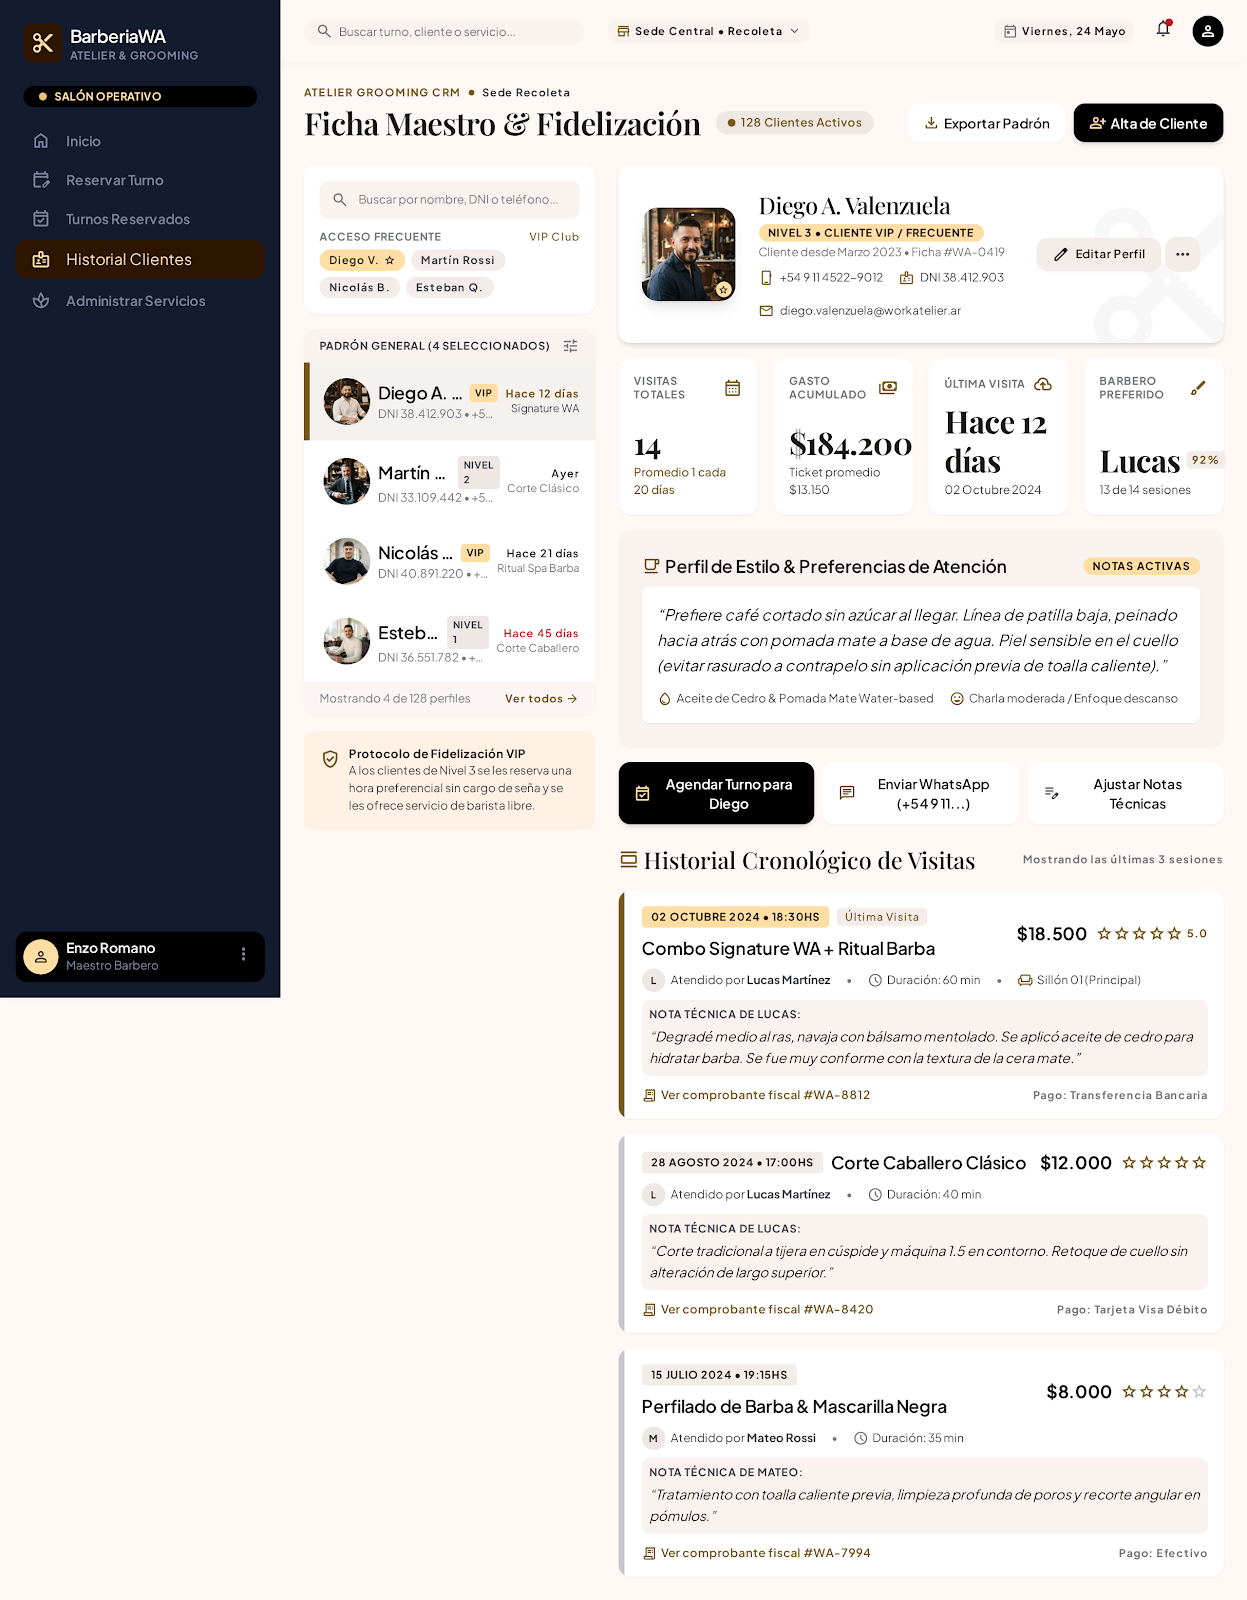 BarberiaWA
ATELIER & GROOMING
SALÓN OPERATIVO
Inicio
Reservar Turno
Turnos Reservados
Historial Clientes
Administrar Servicios
Enzo Romano
Maestro Barbero
Buscar turno, cliente o servicio...
Sede Central • Recoleta
Viernes, 24 Mayo
ATELIER GROOMING CRM • Sede Recoleta
Ficha Maestro & Fidelización
128 Clientes Activos
Exportar Padrón
Alta de Cliente
Buscar por nombre, DNI o teléfono...
ACCESO FRECUENTE
VIP Club
Diego V.
Martín Rossi
Nicolás B.
Esteban Q.
PADRÓN GENERAL (4 SELECCIONADOS)
Diego A. ...
VIP
Hace 12 días
DNI 38.412.903 • +5...
Signature WA
Martín ...
NIVEL
2
Ayer
DNI 33.109.442 • +5...
Corte Clásico
Nicolás ...
VIP
Hace 21 días
DNI 40.891.220 • +...
Ritual Spa Barba
Esteb...
NIVEL
1
Hace 45 días
DNI 36.551.782 • +...
Corte Caballero
Mostrando 4 de 128 perfiles
Ver todos →
Protocolo de Fidelización VIP
A los clientes de Nivel 3 se les reserva una
hora preferencial sin cargo de seña y se
les ofrece servicio de barista libre.
Diego A. Valenzuela
NIVEL 3 • CLIENTE VIP / FRECUENTE
Cliente desde Marzo 2023 • Ficha #WA-0419
+54 9 11 4522-9012
DNI 38.412.903
diego.valenzuela@workatelier.ar
Editar Perfil
VISITAS
TOTALES
14
Promedio 1 cada
20 días
GASTO
ACUMULADO
$184.200
Ticket promedio
$13.150
ÚLTIMA VISITA
Hace 12
días
02 Octubre 2024
BARBERO
PREFERIDO
Lucas
92%
13 de 14 sesiones
Perfil de Estilo & Preferencias de Atención
NOTAS ACTIVAS
“Prefiere café cortado sin azúcar al llegar. Línea de patilla baja, peinado
hacia atrás con pomada mate a base de agua. Piel sensible en el cuello
(evitar rasurado a contrapelo sin aplicación previa de toalla caliente).”
Aceite de Cedro & Pomada Mate Water-based
Charla moderada / Enfoque descanso
Agendar Turno para
Diego
Enviar WhatsApp
(+54 9 11...)
Ajustar Notas
Técnicas
Historial Cronológico de Visitas
Mostrando las últimas 3 sesiones
02 OCTUBRE 2024 • 18:30HS
Última Visita
Combo Signature WA + Ritual Barba
$18.500
5.0
L
Atendido por Lucas Martínez • Duración: 60 min • Sillón 01 (Principal)
NOTA TÉCNICA DE LUCAS:
“Degradé medio al ras, navaja con bálsamo mentolado. Se aplicó aceite de cedro para
hidratar barba. Se fue muy conforme con la textura de la cera mate.”
Ver comprobante fiscal #WA-8812
Pago: Transferencia Bancaria
28 AGOSTO 2024 • 17:00HS
Corte Caballero Clásico
$12.000
L
Atendido por Lucas Martínez • Duración: 40 min
NOTA TÉCNICA DE LUCAS:
“Corte tradicional a tijera en cúspide y máquina 1.5 en contorno. Retoque de cuello sin
alteración de largo superior.”
Ver comprobante fiscal #WA-8420
Pago: Tarjeta Visa Débito
15 JULIO 2024 • 19:15HS
Perfilado de Barba & Mascarilla Negra
$8.000
M
Atendido por Mateo Rossi • Duración: 35 min
NOTA TÉCNICA DE MATEO:
“Tratamiento con toalla caliente previa, limpieza profunda de poros y recorte angular en
pómulos.”
Ver comprobante fiscal #WA-7994
Pago: Efectivo